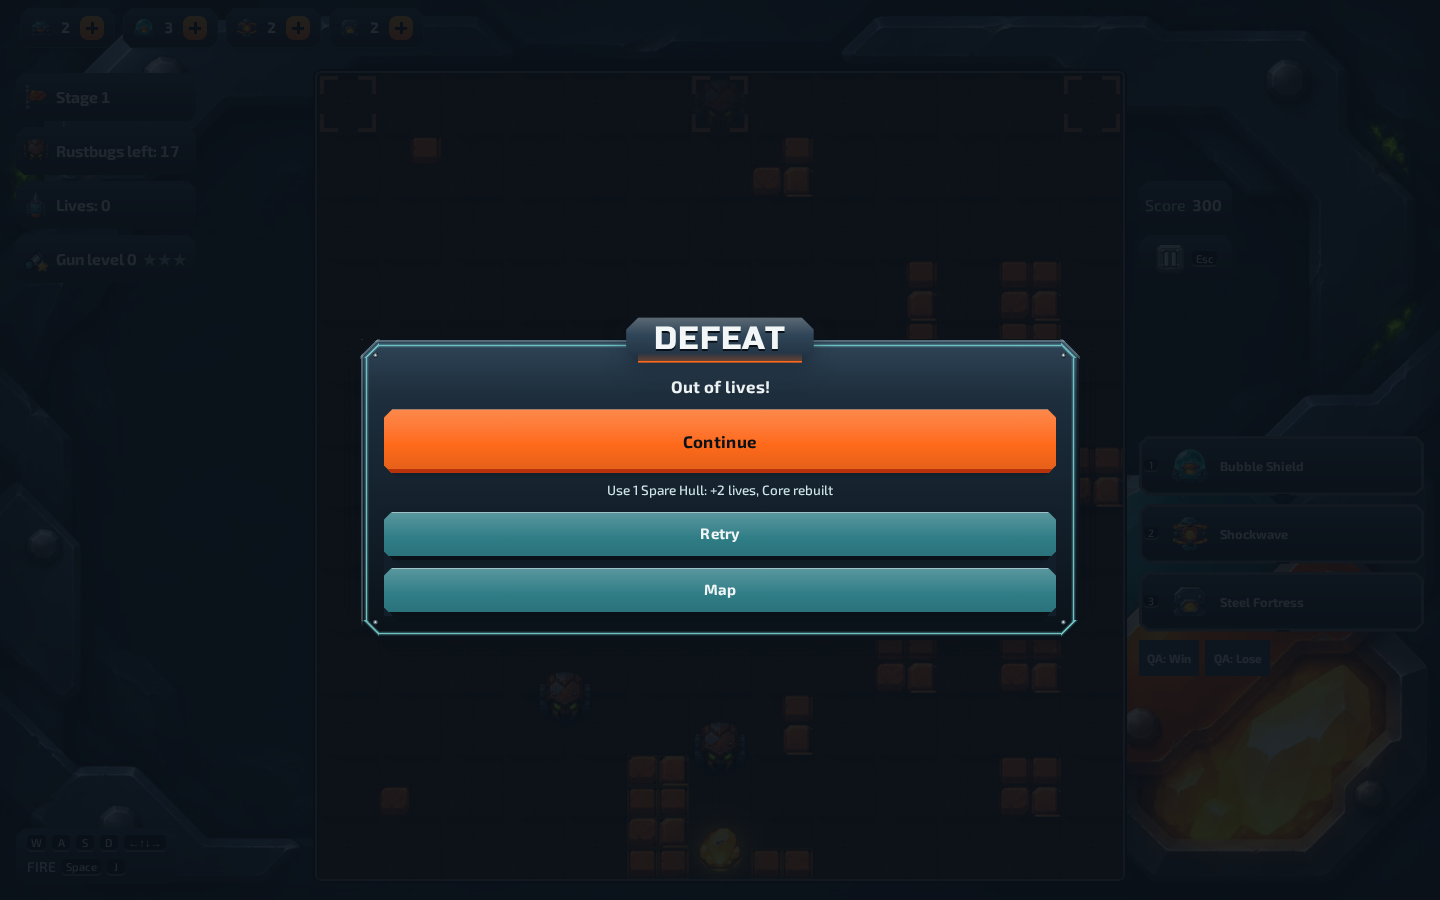 2 + 3 + 2 + 2 +
Stage 1
Rustbugs left: 17
Lives: 0
Gun level 0 ★★★
Score 300
Esc
DEFEAT
Out of lives!
Continue
Use 1 Spare Hull: +2 lives, Core rebuilt
Retry
Map
1 Bubble Shield
2 Shockwave
3 Steel Fortress
QA: Win QA: Lose
W A S D ←↑↓→
FIRE Space J